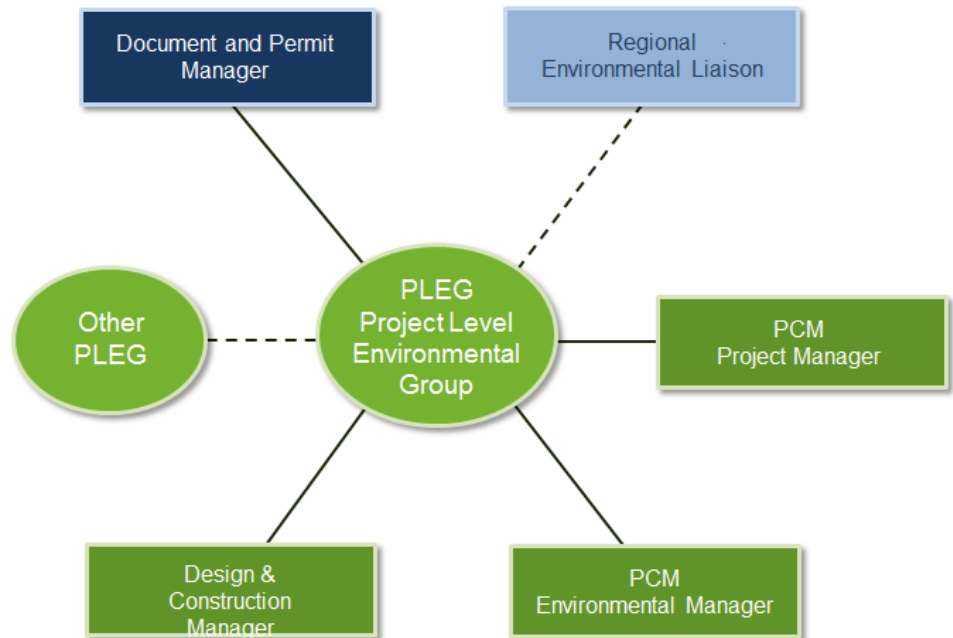 Document and Permit
Manager
Regional
Environmental Liaison
PLEG
Project Level
Environmental
Group
Other
PLEG
PCM
Project Manager
Design &
Construction
Manager
PCM
Environmental Manager